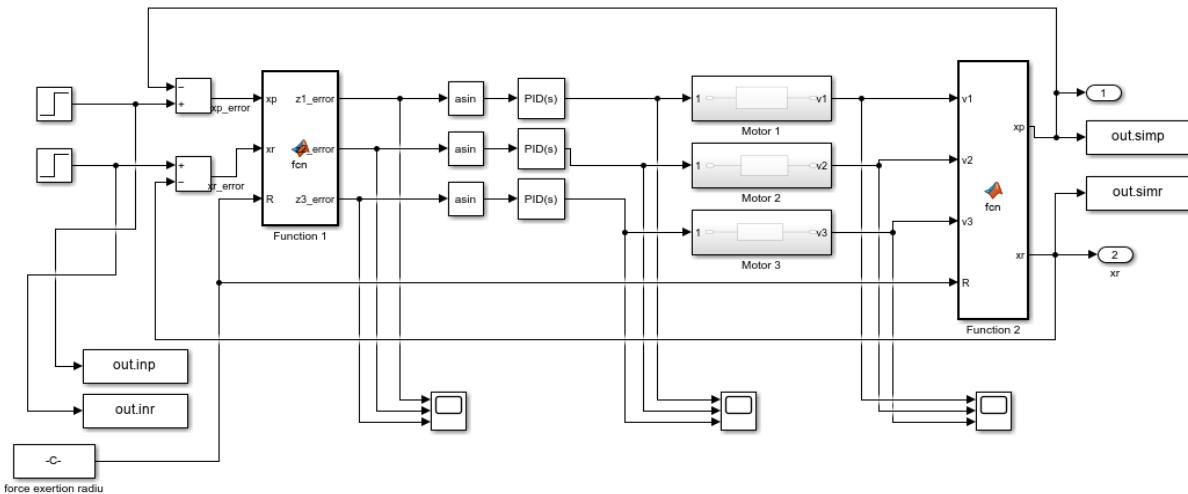 xp_error
xp
z1_error
asin
PID(s)
1
v1
Motor 1
v1
1
xp
out.simp
xr
fcn
asin
PID(s)
1
v2
Motor 2
v2
xr_error
R
z3_error
asin
PID(s)
fcn
out.simr
Function 1
1
v3
Motor 3
v3
xr
2
xr
R
Function 2
out.inp
out.inr
-C-
force exertion radiu